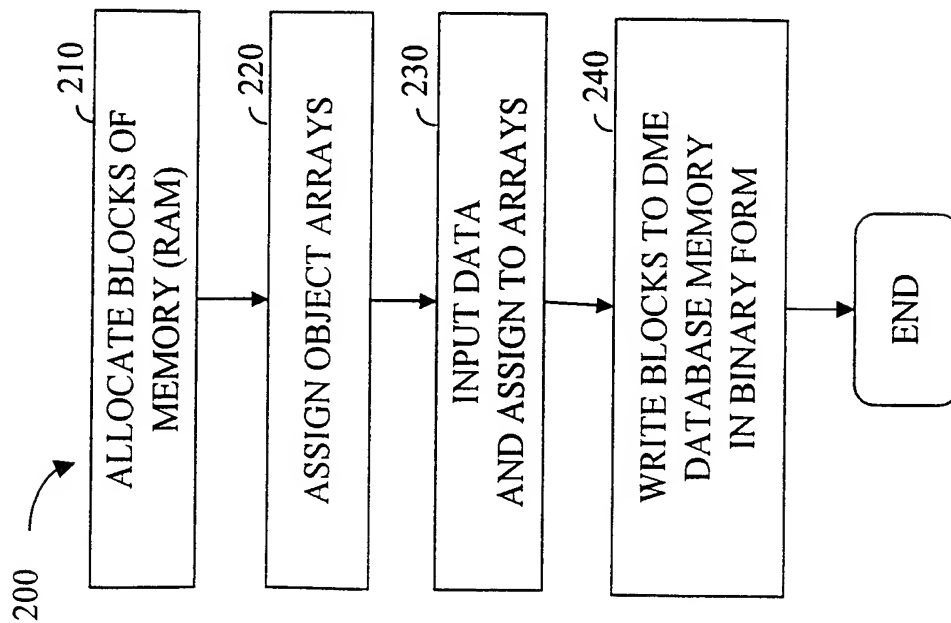 200
210
ALLOCATE BLOCKS OF
MEMORY (RAM)
220
ASSIGN OBJECT ARRAYS
230
INPUT DATA
AND ASSIGN TO ARRAYS
240
WRITE BLOCKS TO DME
DATABASE MEMORY
IN BINARY FORM
END